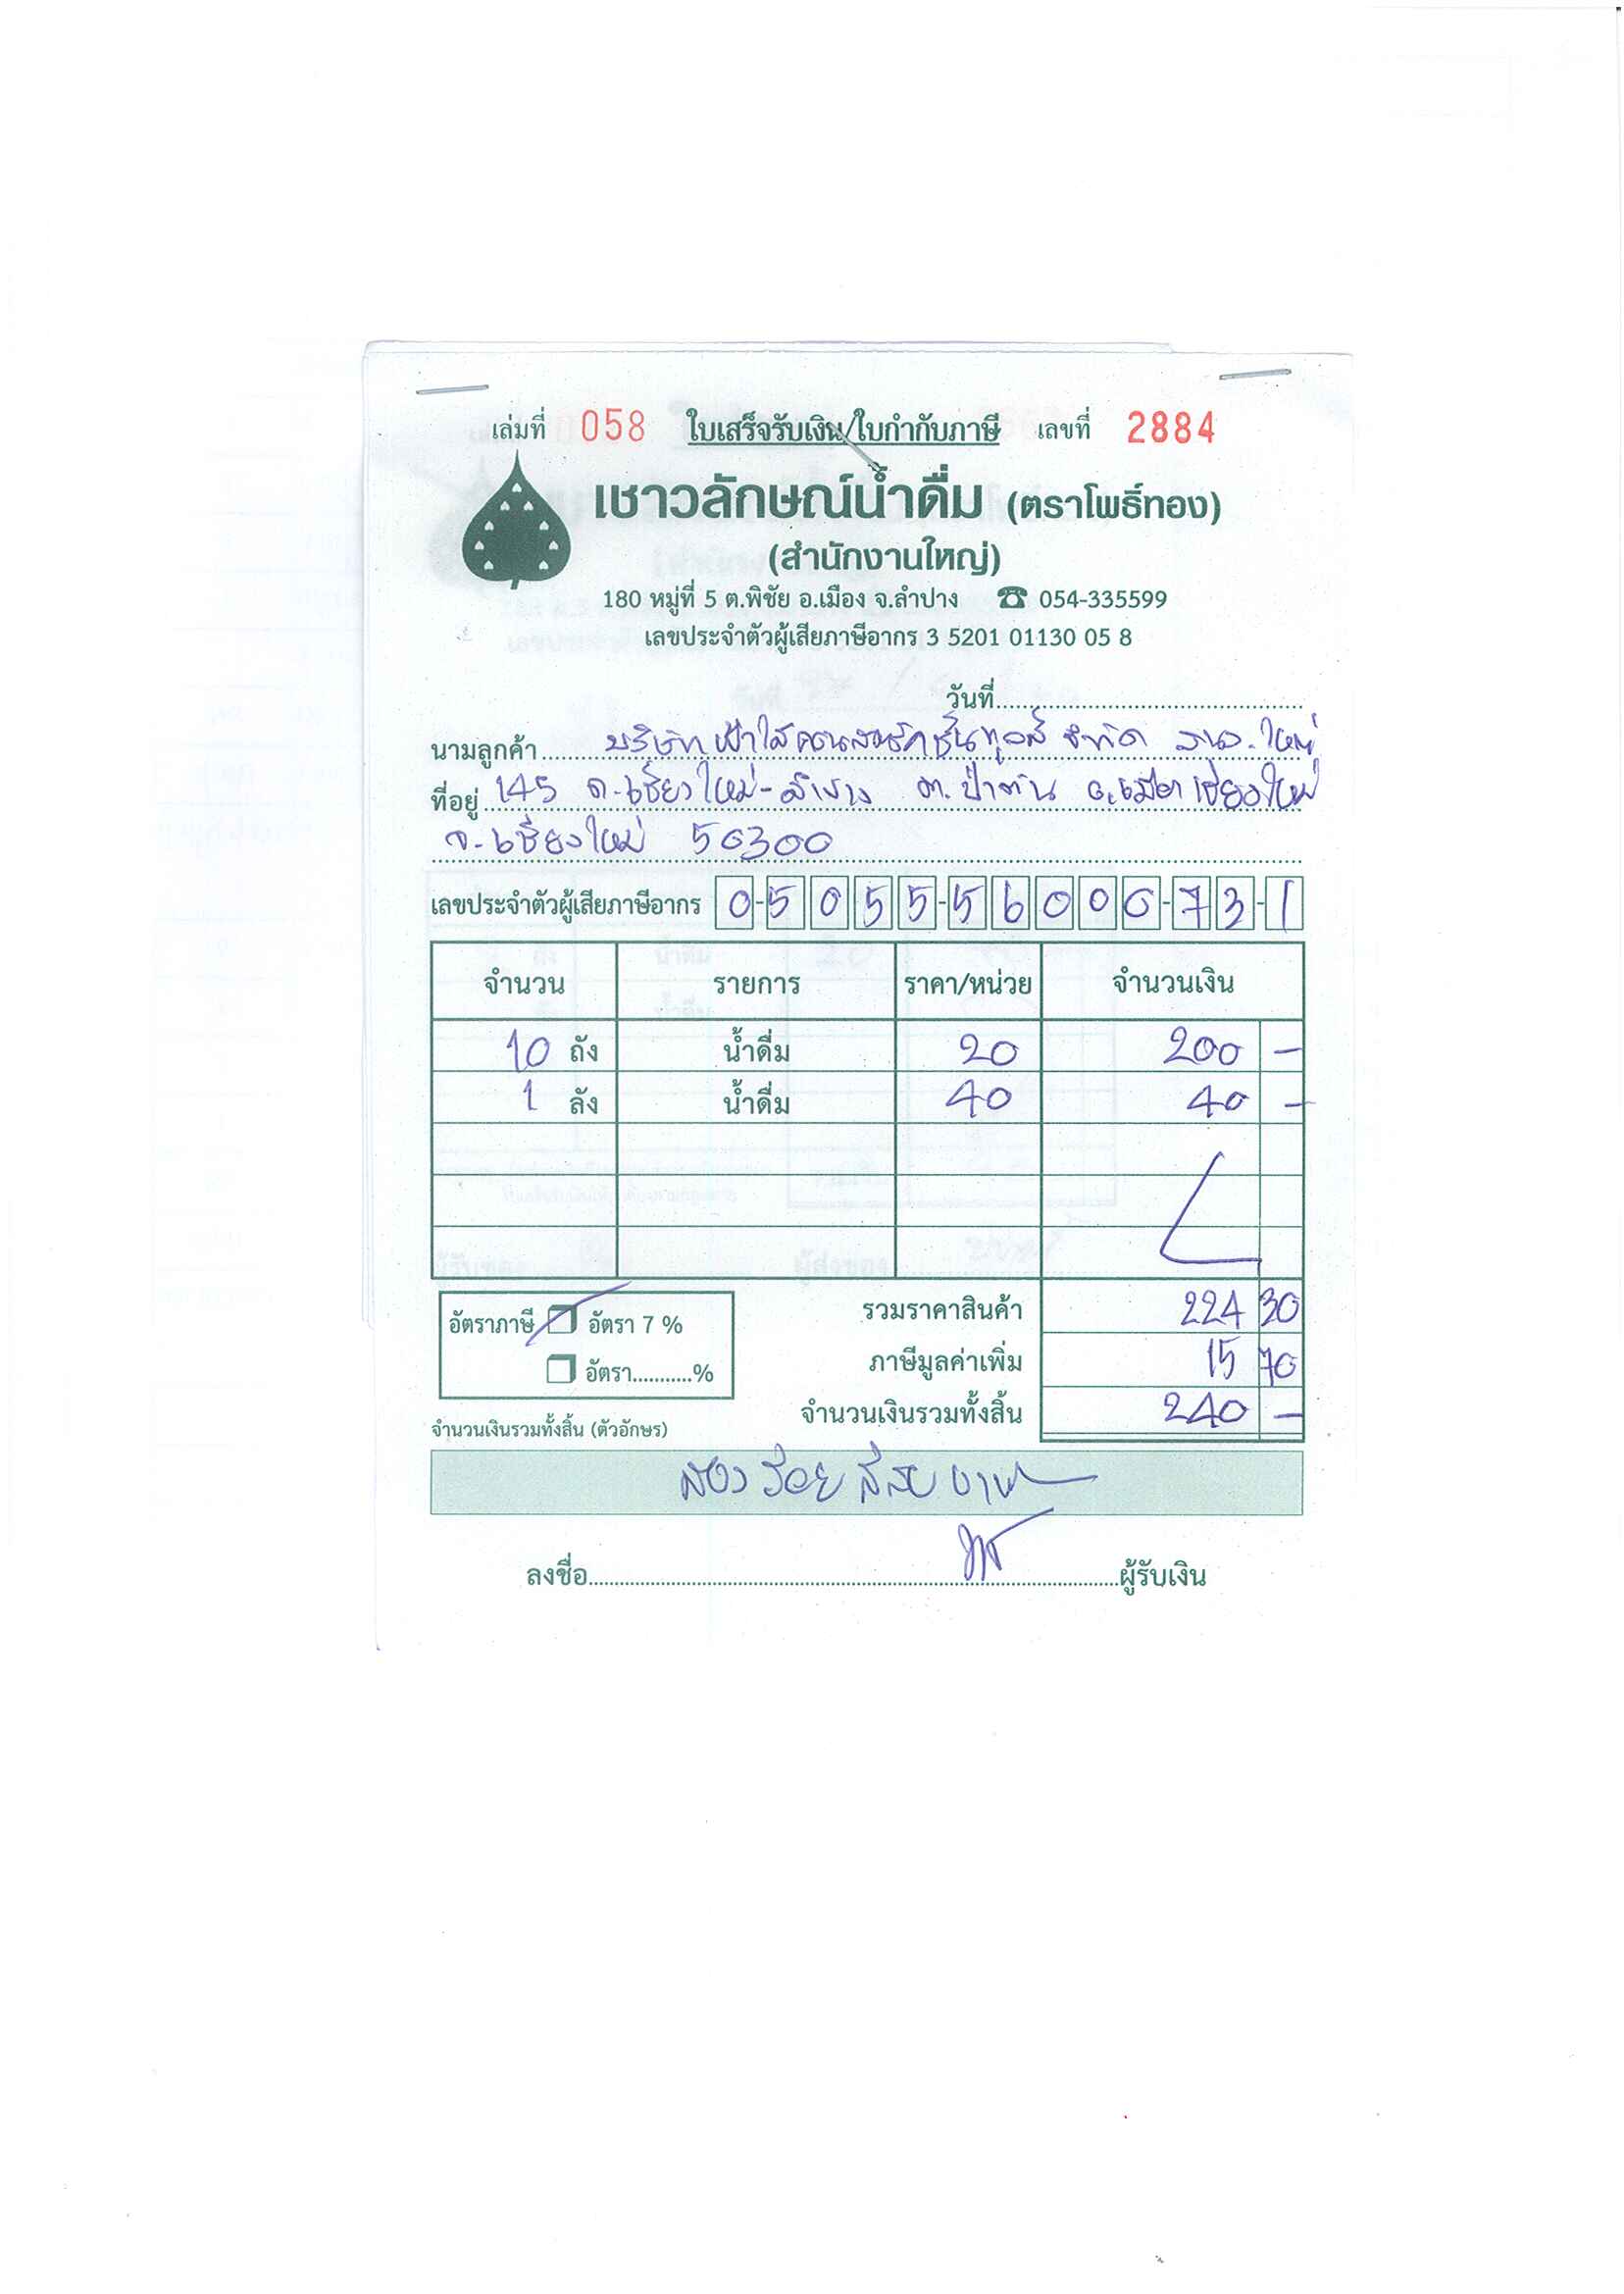 เล่มที่ 058 ใบเสร็จรับเงิน/ใบกำกับภาษี เลขที่ 2884
เชาวลักษณ์น้ำดื่ม (ตราโพธิ์ทอง)
(สำนักงานใหญ่)
180 หมู่ที่ 5 ต.พิชัย อ.เมือง จ.ลำปาง ☎ 054-335599
เลขประจำตัวผู้เสียภาษีอากร 3 5201 01130 05 8
วันที่
นามลูกค้า บริษัท ฟ้าใสคอนสตรัคชั่นทูลส์ จำกัด สนง.ใหญ่
ที่อยู่ 145 ถ.เชียงใหม่-ลำปาง ต.ป่าตัน อ.เมืองเชียงใหม่
จ.เชียงใหม่ 50300
เลขประจำตัวผู้เสียภาษีอากร 0-5055-56000-73-1
จำนวน รายการ ราคา/หน่วย จำนวนเงิน
10 ถัง น้ำดื่ม 20 200 -
1 ลัง น้ำดื่ม 40 40 -
อัตราภาษี อัตรา 7 % รวมราคาสินค้า 224 30
อัตรา...........% ภาษีมูลค่าเพิ่ม 15 70
จำนวนเงินรวมทั้งสิ้น 240 -
จำนวนเงินรวมทั้งสิ้น (ตัวอักษร)
สองร้อยสี่สิบบาท
ลงชื่อ ผู้รับเงิน